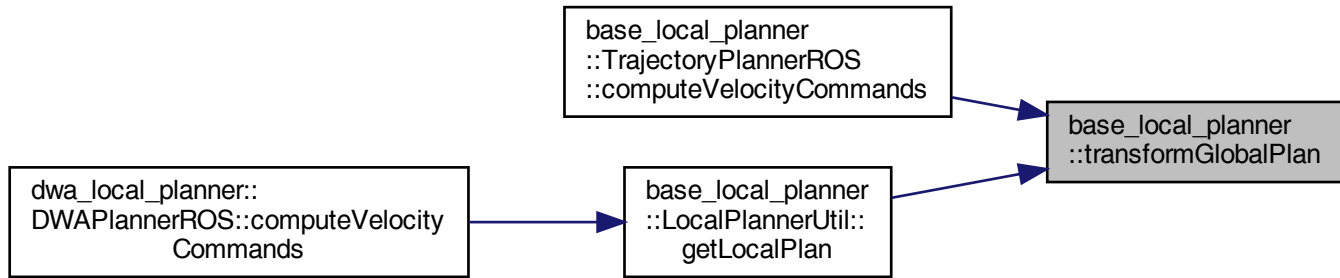 base_local_planner
::TrajectoryPlannerROS
::computeVelocityCommands
base_local_planner
::transformGlobalPlan
dwa_local_planner::
DWAPlannerROS::computeVelocity
Commands
base_local_planner
::LocalPlannerUtil::
getLocalPlan